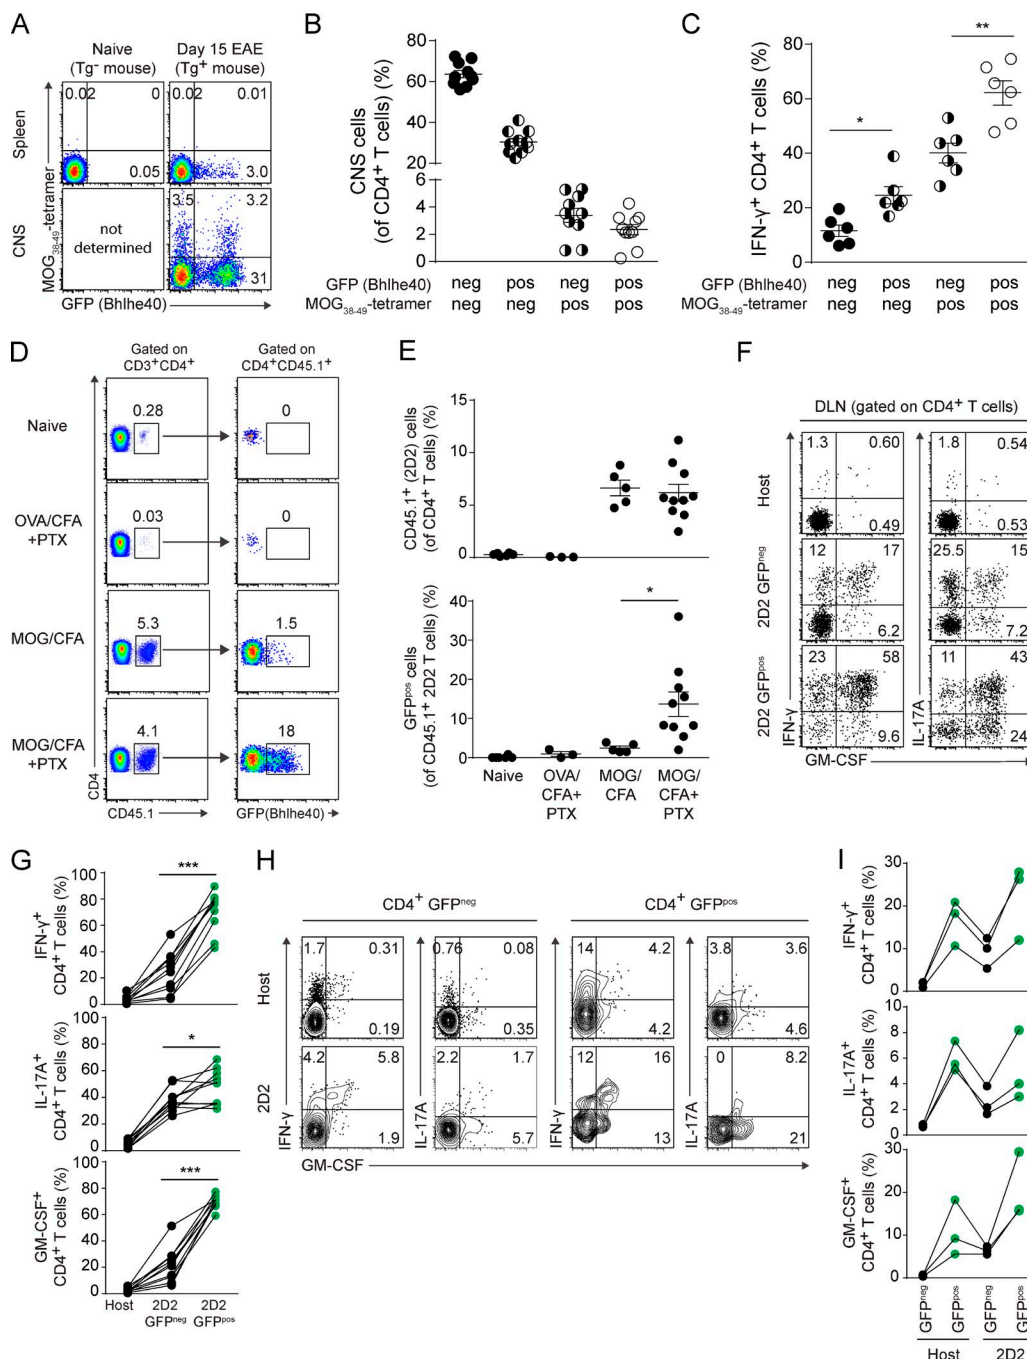 A
Naive
(Tg- mouse)
Day 15 EAE
(Tg+ mouse)
Spleen
CNS
MOG38-49-tetramer
0.02 0
0.05
0.02 0.01
3.0
not
determined
3.5 3.2
31
GFP (Bhlhe40)
B
CNS cells
(of CD4+ T cells) (%)
80
60
40
20
6
4
2
0
GFP (Bhlhe40) neg pos neg pos
MOG38-49-tetramer neg neg pos pos
C
IFN-γ+ CD4+ T cells (%)
80
60
40
20
0
*
**
GFP (Bhlhe40) neg pos neg pos
MOG38-49-tetramer neg neg pos pos
D
Gated on
CD3+CD4+
Gated on
CD4+CD45.1+
Naive
0.28 0
OVA/CFA
+PTX
0.03 0
MOG/CFA
5.3 1.5
MOG/CFA
+PTX
4.1 18
CD4
CD45.1
GFP(Bhlhe40)
E
CD45.1+ (2D2) cells
(of CD4+ T cells) (%)
15
10
5
0
GFPpos cells
(of CD45.1+ 2D2 T cells) (%)
40
30
20
10
0
*
Naive
OVA/
CFA+
PTX
MOG/
CFA
MOG/
CFA+
PTX
F
DLN (gated on CD4+ T cells)
Host
1.3 0.60
0.49
1.8 0.54
0.53
2D2 GFPneg
12 17
6.2
25.5 15
7.2
2D2 GFPpos
23 58
9.6
11 43
24
IFN-γ
IL-17A
GM-CSF
G
IFN-γ+
CD4+ T cells (%)
100
80
60
40
20
0
***
IL-17A+
CD4+ T cells (%)
100
80
60
40
20
0
*
GM-CSF+
CD4+ T cells (%)
100
80
60
40
20
0
***
Host
2D2
GFPneg
2D2
GFPpos
H
CD4+ GFPneg
CD4+ GFPpos
Host
1.7 0.31
0.19
0.76 0.08
0.35
14 4.2
4.2
3.8 3.6
4.6
2D2
4.2 5.8
1.9
2.2 1.7
5.7
12 16
13
0 8.2
21
IFN-γ
IL-17A
IFN-γ
IL-17A
GM-CSF
I
IFN-γ+
CD4+ T cells (%)
30
20
10
0
IL-17A+
CD4+ T cells (%)
10
8
6
4
2
0
GM-CSF+
CD4+ T cells (%)
30
20
10
0
GFPneg
GFPpos
GFPneg
GFPpos
Host
2D2